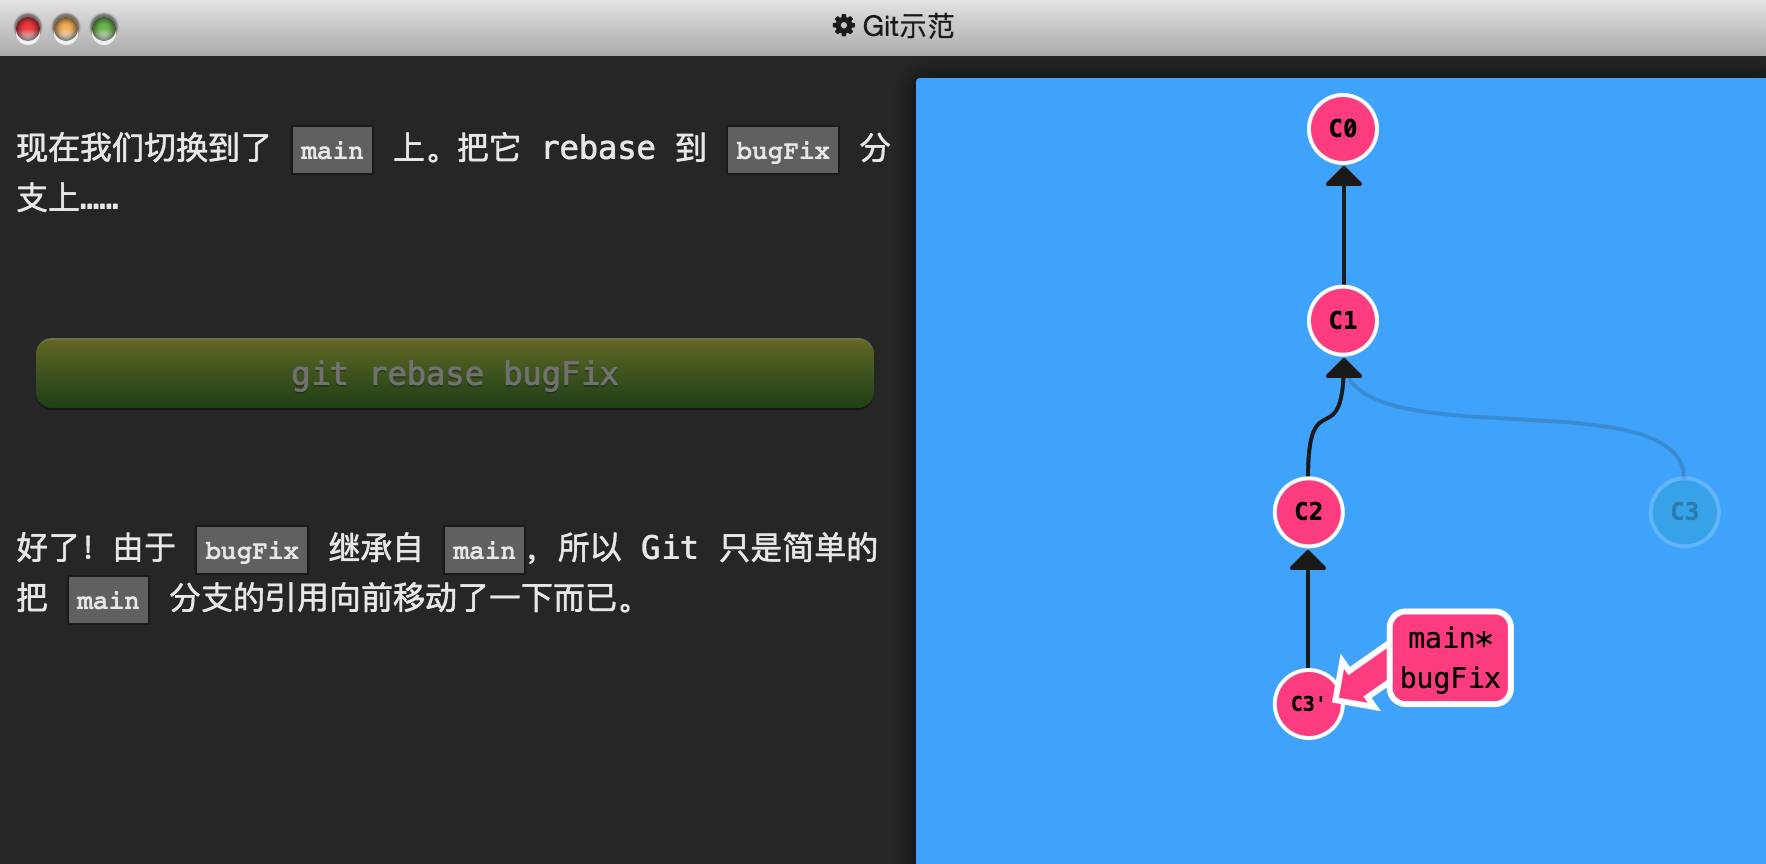 Git示范
现在我们切换到了 main 上。把它 rebase 到 bugFix 分
支上……
git rebase bugFix
好了！由于 bugFix 继承自 main，所以 Git 只是简单的
把 main 分支的引用向前移动了一下而已。
C0
C1
C2
C3
main*
bugFix
C3'